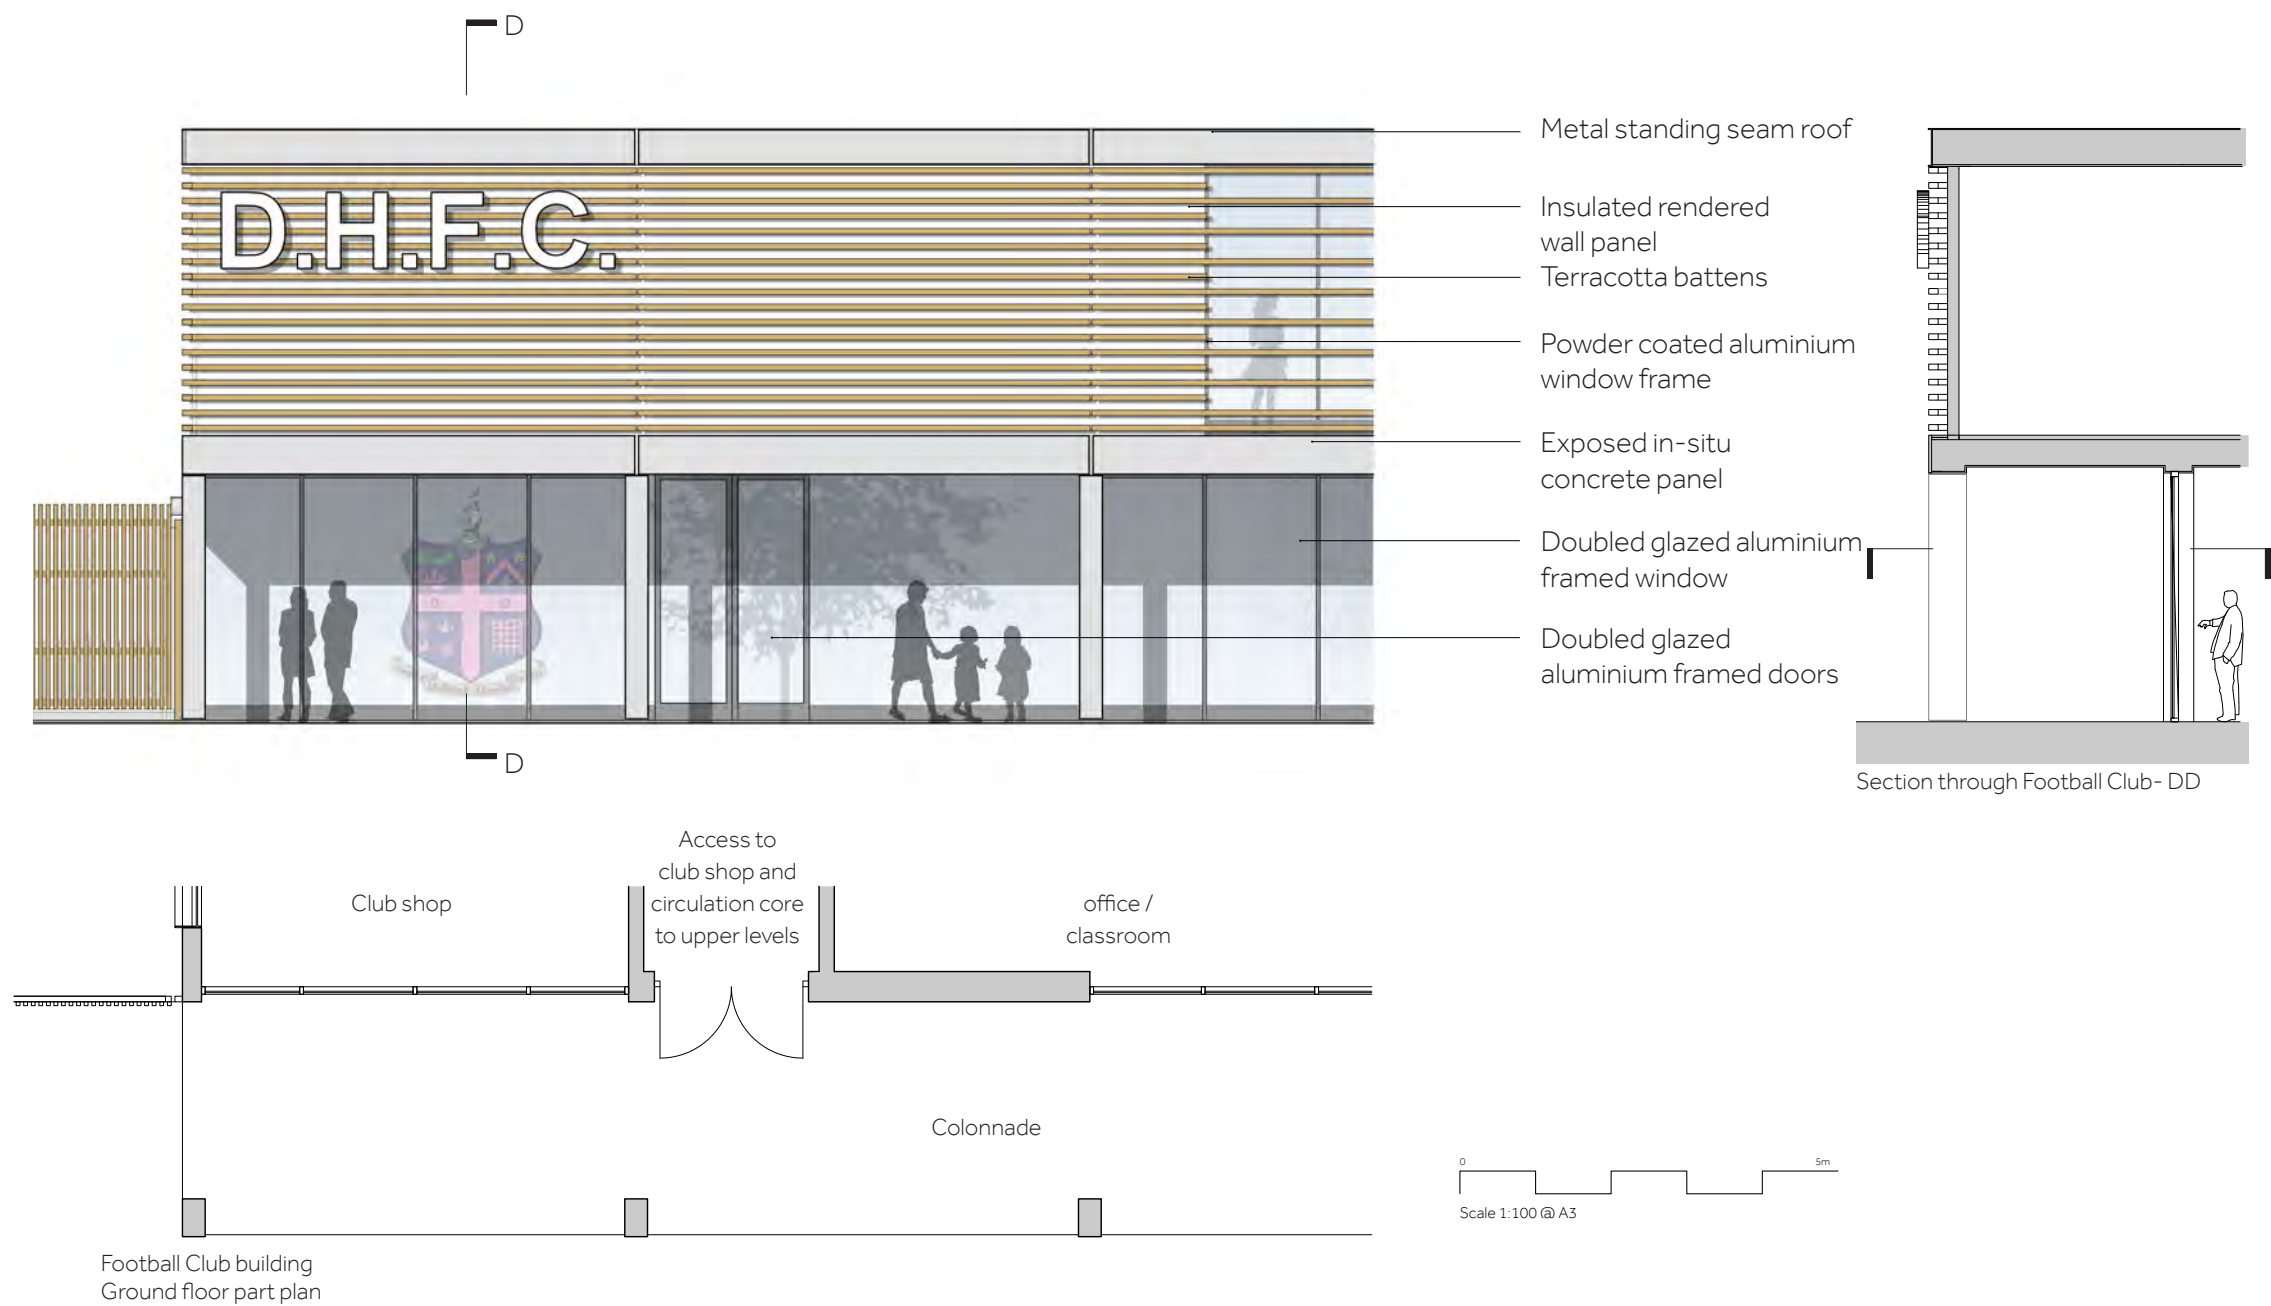 D
D.H.F.C.
D
Metal standing seam roof
Insulated rendered
wall panel
Terracotta battens
Powder coated aluminium
window frame
Exposed in-situ
concrete panel
Doubled glazed aluminium
framed window
Doubled glazed
aluminium framed doors
Section through Football Club- DD
Access to
club shop and
circulation core
to upper levels
Club shop
office /
classroom
Colonnade
0
5m
Scale 1:100 @ A3
Football Club building
Ground floor part plan